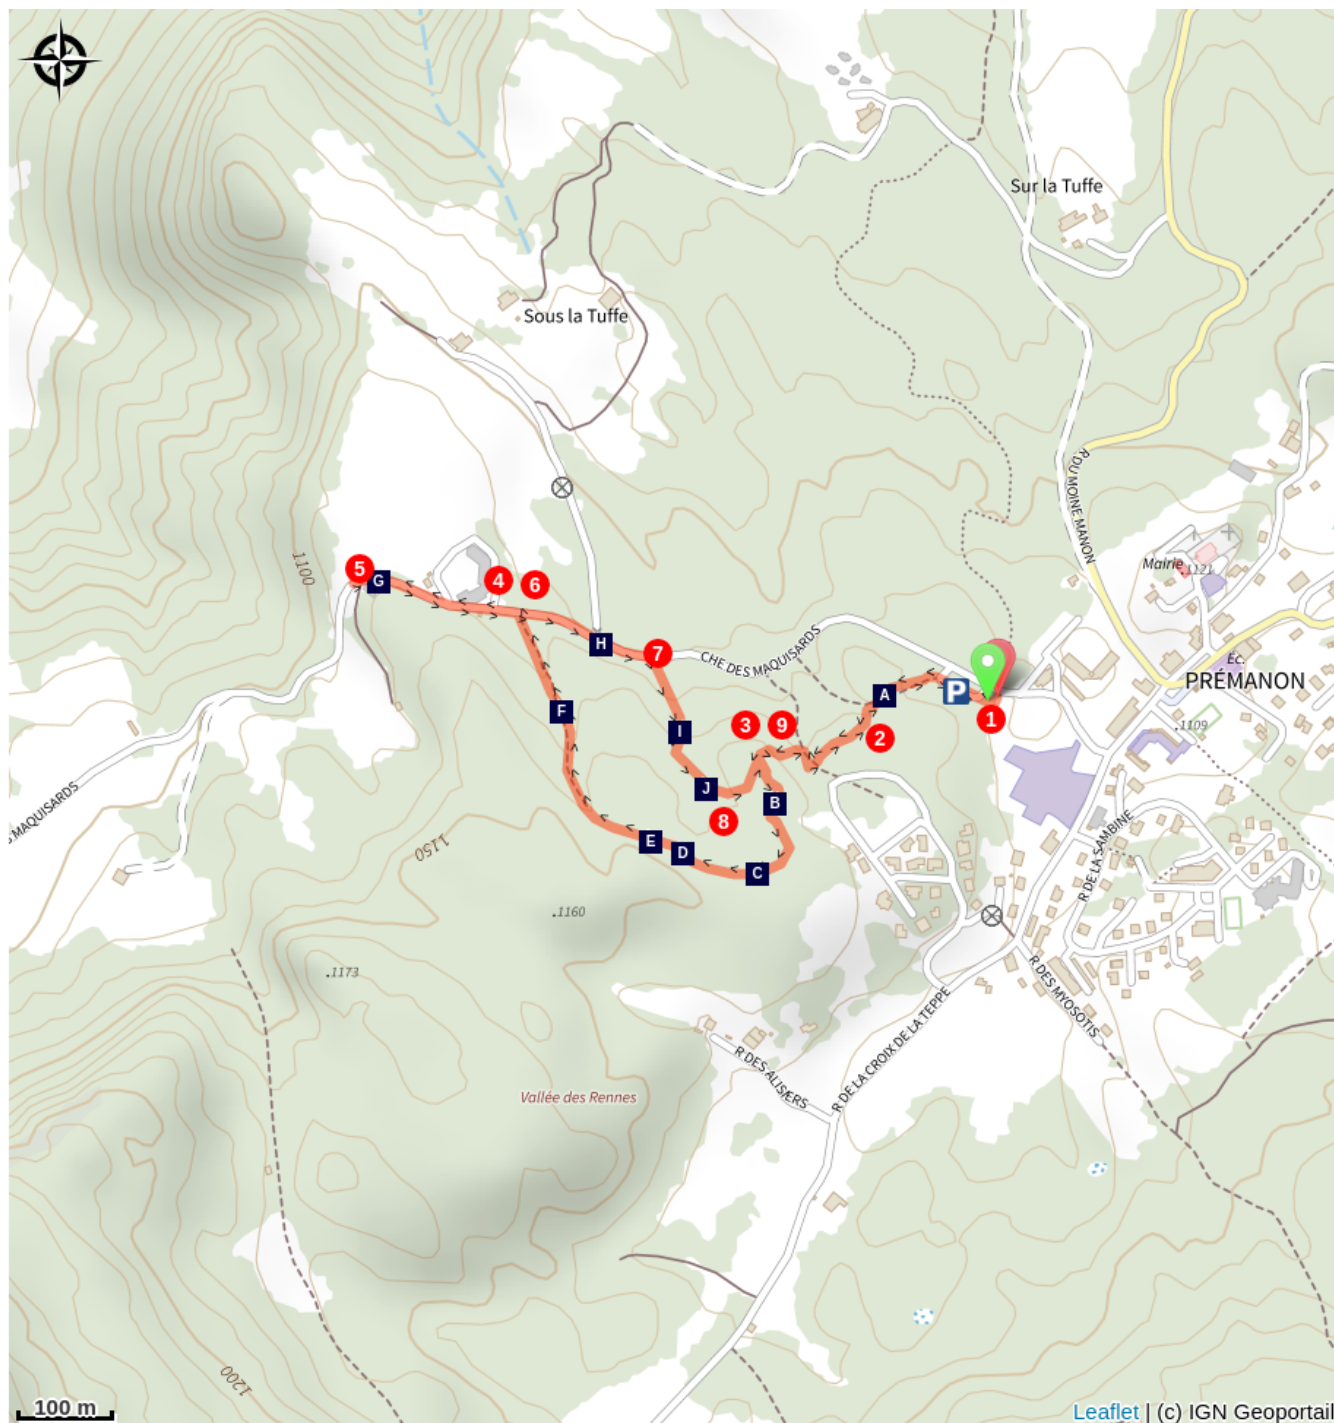 Sur la Tuffe
Sous la Tuffe
R DU MOINE MANON
1100
Mairie
.1121
5
G
4
6
H
7
CHE DES MAQUISARDS
Éc.
PRÉMANON
A
P
1
F
I
3
9
2
.1109
J
B
8
MAQUISARDS
1150
E
D
C
R DE LA SAMBINE
.1160
.1173
R DES MYOSOTIS
R DE LA CROIX DE LA TEPPE
R DES ALISIERS
Vallée des Rennes
1200
100 m
Leaflet | (c) IGN Geoportail